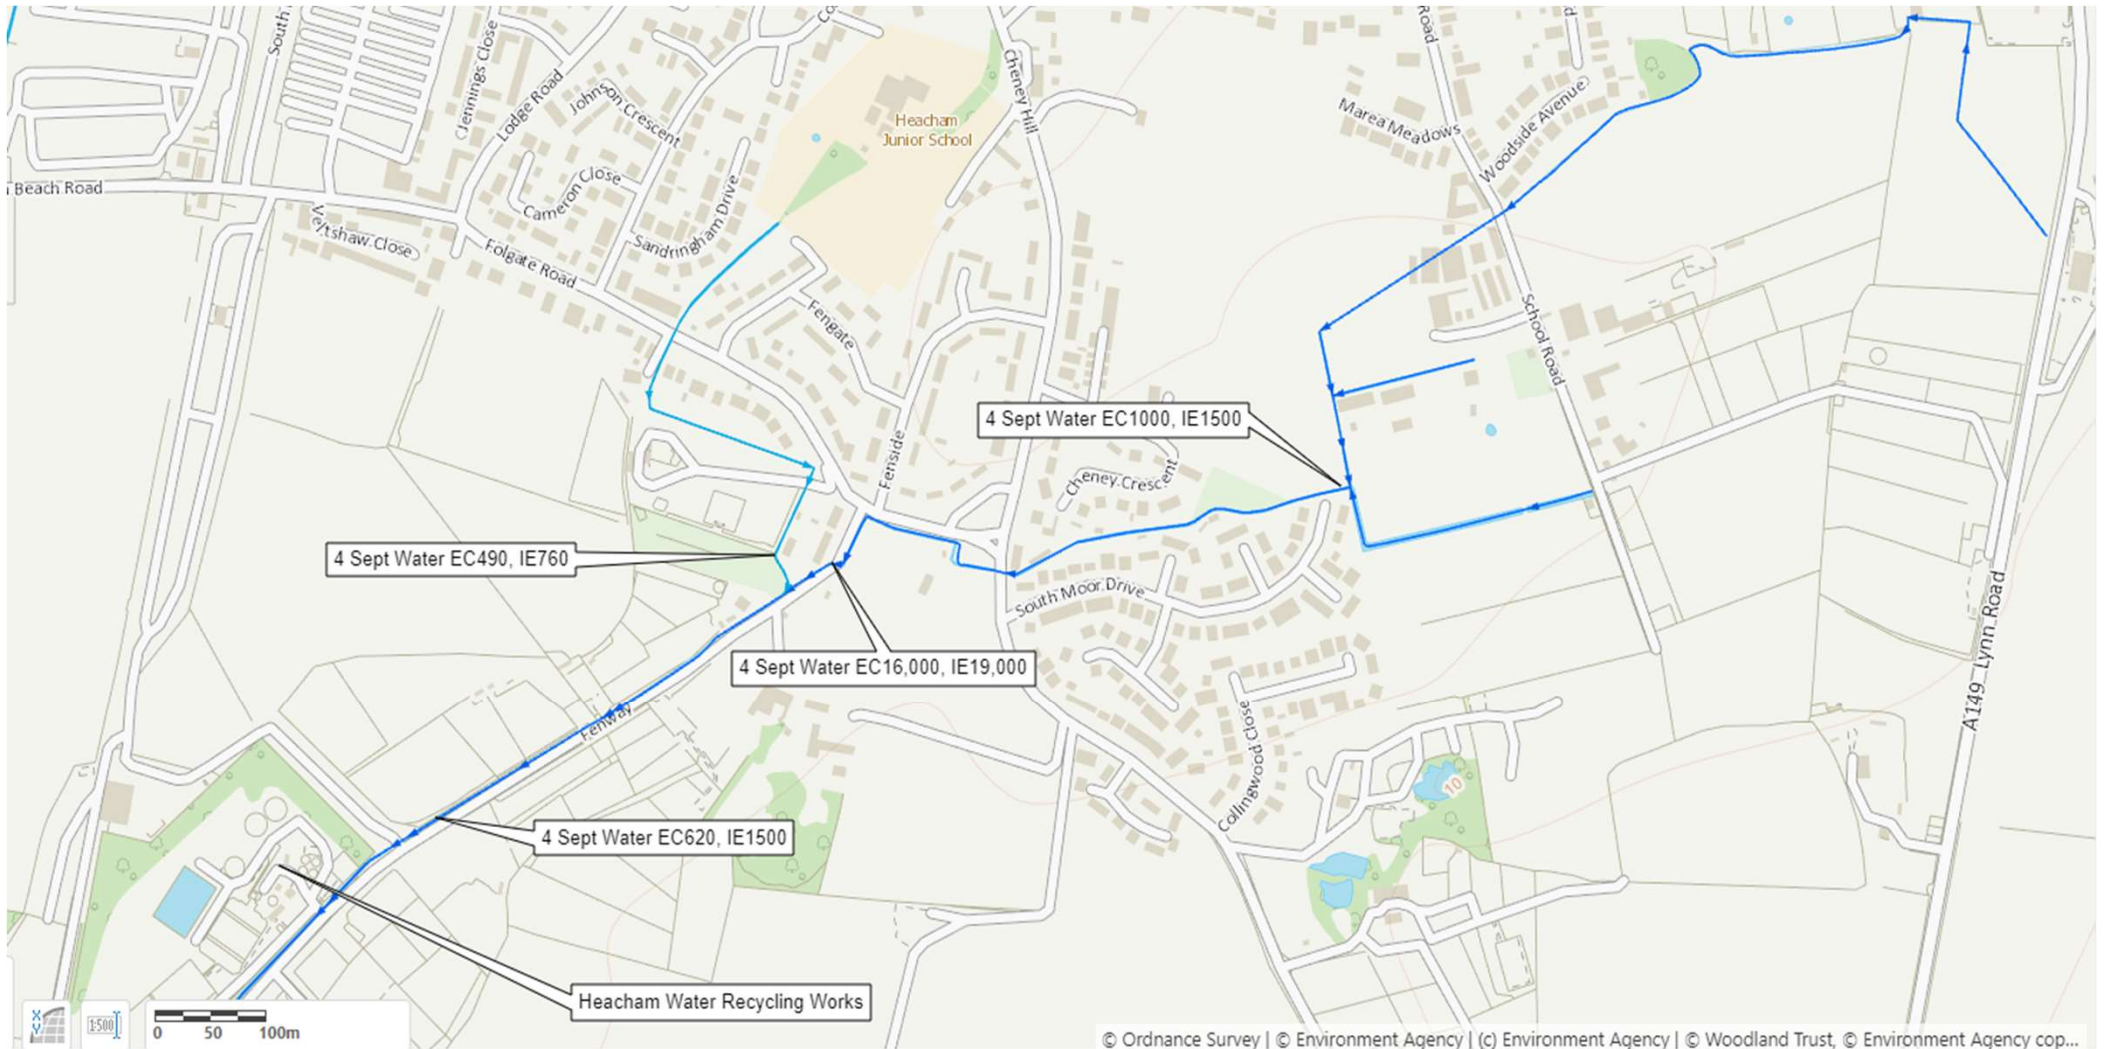 South
Jennings Close
Lodge Road
Johnson Crescent
Cheney Hill
Road
Heacham
Junior School
Marea Meadows
Woodside Avenue
Beach Road
Cameron Close
Sandringham Drive
Folgate Road
Fengate
School Road
4 Sept Water EC1000, IE1500
Fenside
Cheney Crescent
4 Sept Water EC490, IE760
South Moor Drive
A149 Lynn Road
4 Sept Water EC16,000, IE19,000
Fenway
Collingwood Close
10
4 Sept Water EC620, IE1500
Heacham Water Recycling Works
X
Y
1:500
0 50 100m
© Ordnance Survey | © Environment Agency | (c) Environment Agency | © Woodland Trust, © Environment Agency cop...